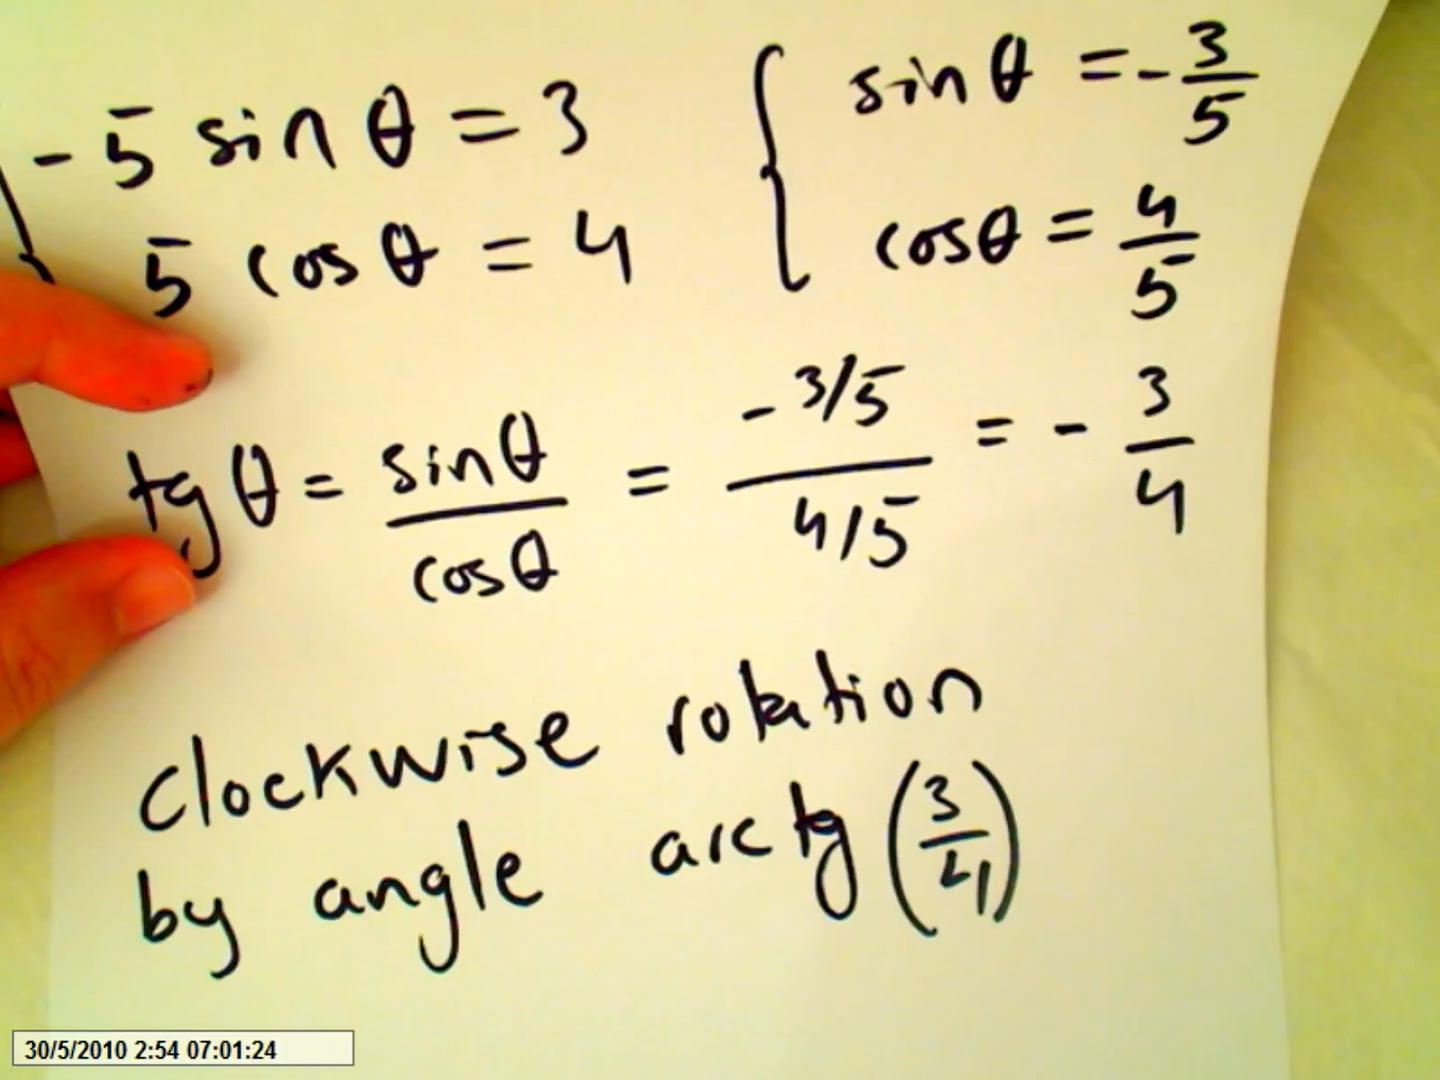 - 5 sin θ = 3
5 cos θ = 4
sin θ = - 3/5
cos θ = 4/5
tg θ = sin θ / cos θ = - 3/5 / 4/5 = - 3/4
clockwise rotation
by angle arctg (3/4)
30/5/2010 2:54 07:01:24